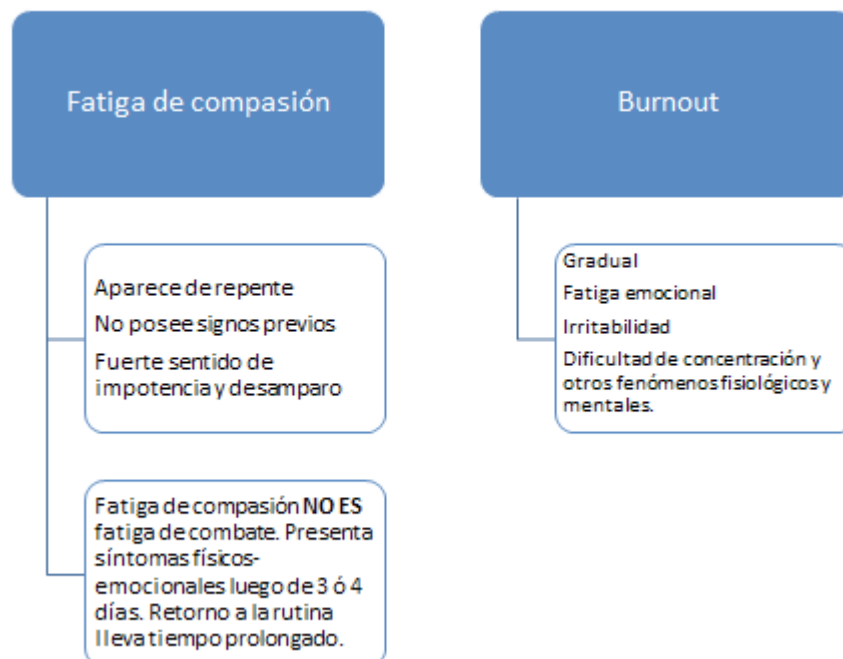 Fatiga de compasión
Aparece de repente
No posee signos previos
Fuerte sentido de
impotencia y desamparo
Fatiga de compasión NO ES
fatiga de combate. Presenta
síntomas físicos-
emocionales luego de 3 ó 4
días. Retorno a la rutina
lleva tiempo prolongado.
Burnout
Gradual
Fatiga emocional
Irritabilidad
Dificultad de concentración y
otros fenómenos fisiológicos y
mentales.